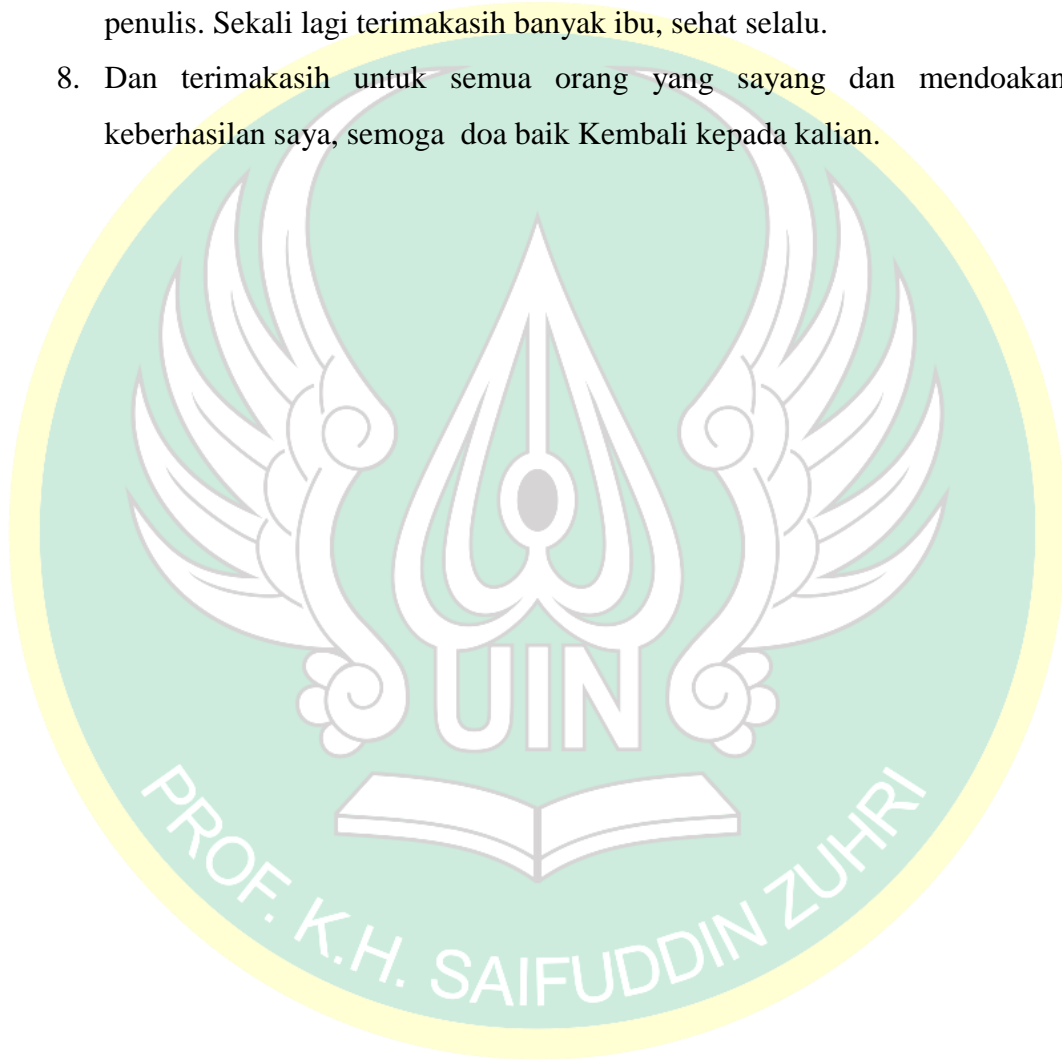 penulis. Sekali lagi terimakasih banyak ibu, sehat selalu.
8. Dan terimakasih untuk semua orang yang sayang dan mendoakan
keberhasilan saya, semoga doa baik Kembali kepada kalian.
UIN
PROF. K.H. SAIFUDDIN ZUHRI